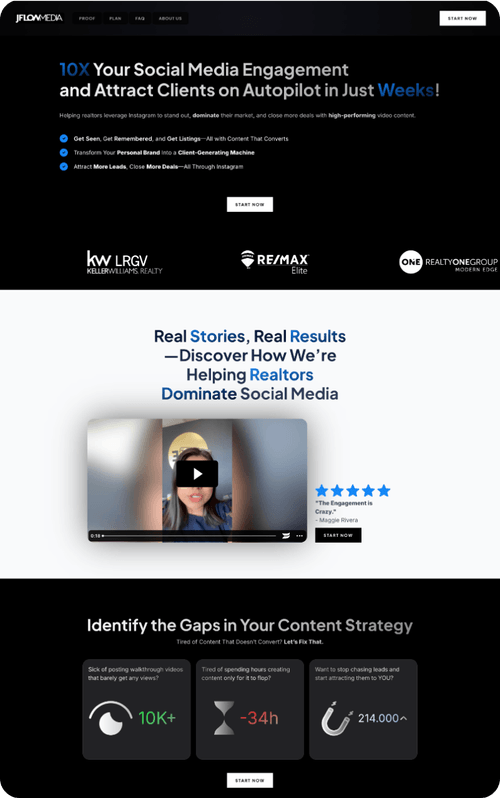 JFLOWMEDIA
PROOF
PLAN
FAQ
ABOUT US
START NOW
10X Your Social Media Engagement
and Attract Clients on Autopilot in Just Weeks!
Helping realtors leverage Instagram to stand out, dominate their market, and close more deals with high-performing video content.
Get Seen, Get Remembered, and Get Listings—All with Content That Converts
Transform Your Personal Brand Into a Client-Generating Machine
Attract More Leads, Close More Deals—All Through Instagram
START NOW
kw LRGV
KELLERWILLIAMS. REALTY
RE/MAX
Elite
ONE REALTYONEGROUP
MODERN EDGE
Real Stories, Real Results
—Discover How We're
Helping Realtors
Dominate Social Media
0:18
"The Engagement is
Crazy."
- Maggie Rivera
START NOW
Identify the Gaps in Your Content Strategy
Tired of Content That Doesn't Convert? Let's Fix That.
Sick of posting walkthrough videos
that barely get any views?
10K+
Tired of spending hours creating
content only for it to flop?
-34h
Want to stop chasing leads and
start attracting them to YOU?
214.000
START NOW